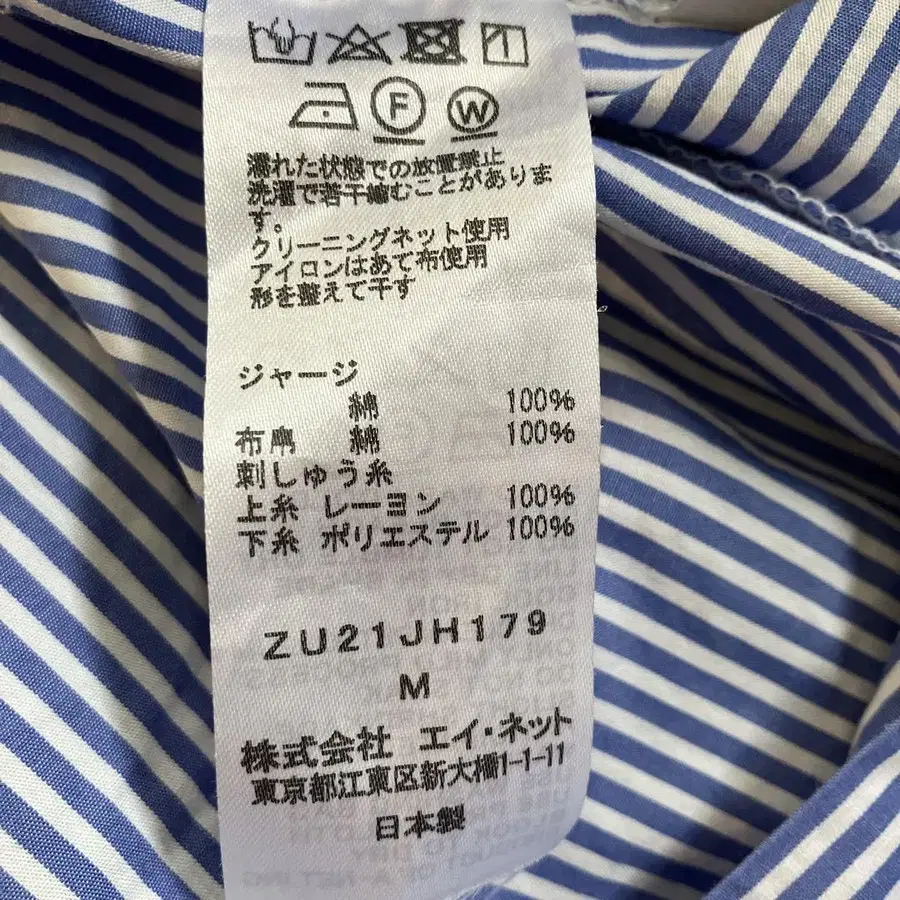 F W
濡れた状態での放置禁止
洗濯で若干縮むことがありま
す。
クリーニングネット使用
アイロンはあて布使用
形を整えて干す
ジャージ
綿 100%
布帛 綿 100%
刺しゅう糸
上糸 レーヨン 100%
下糸 ポリエステル 100%
ZU21JH179
M
株式会社 エイ・ネット
東京都江東区新大橋1-1-11
日本製